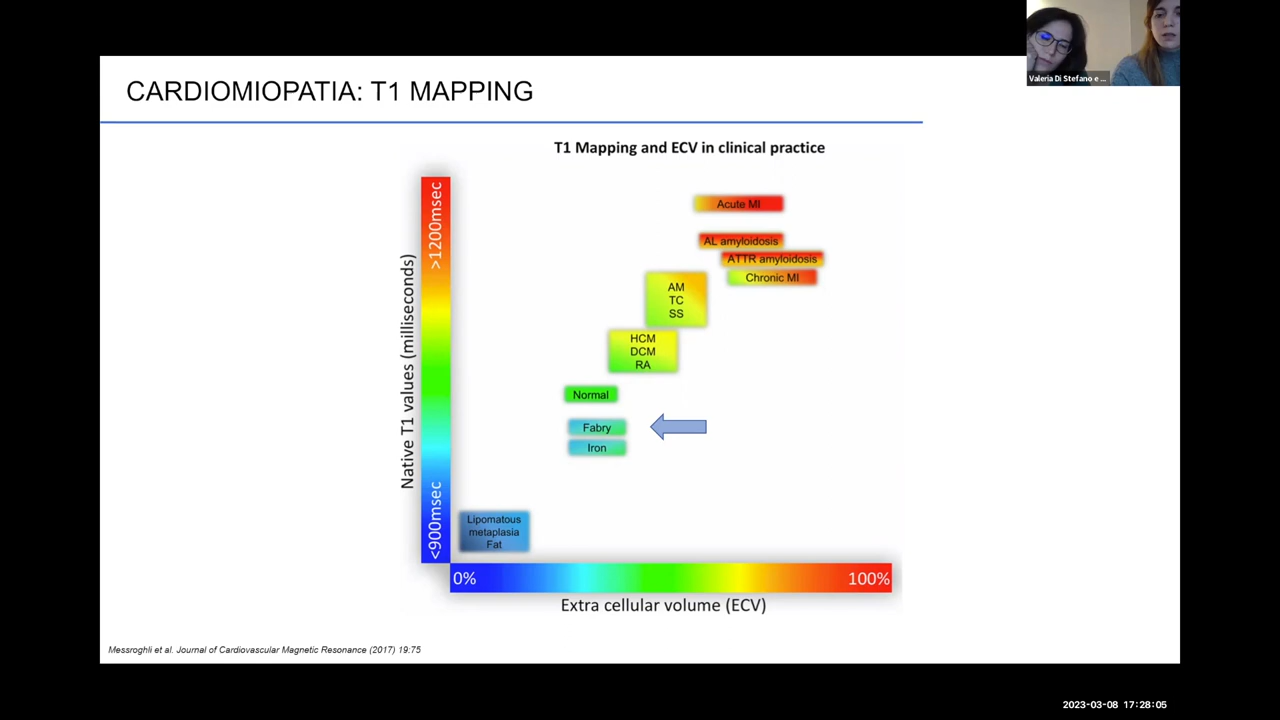 Valeria Di Stefano e ...
CARDIOMIOPATIA: T1 MAPPING
T1 Mapping and ECV in clinical practice
Native T1 values (milliseconds)
>1200msec
<900msec
Acute MI
AL amyloidosis
ATTR amyloidosis
Chronic MI
AM
TC
SS
HCM
DCM
RA
Normal
Fabry
Iron
Lipomatous
metaplasia
Fat
0%
100%
Extra cellular volume (ECV)
Messroghli et al. Journal of Cardiovascular Magnetic Resonance (2017) 19:75
2023-03-08 17:28:05